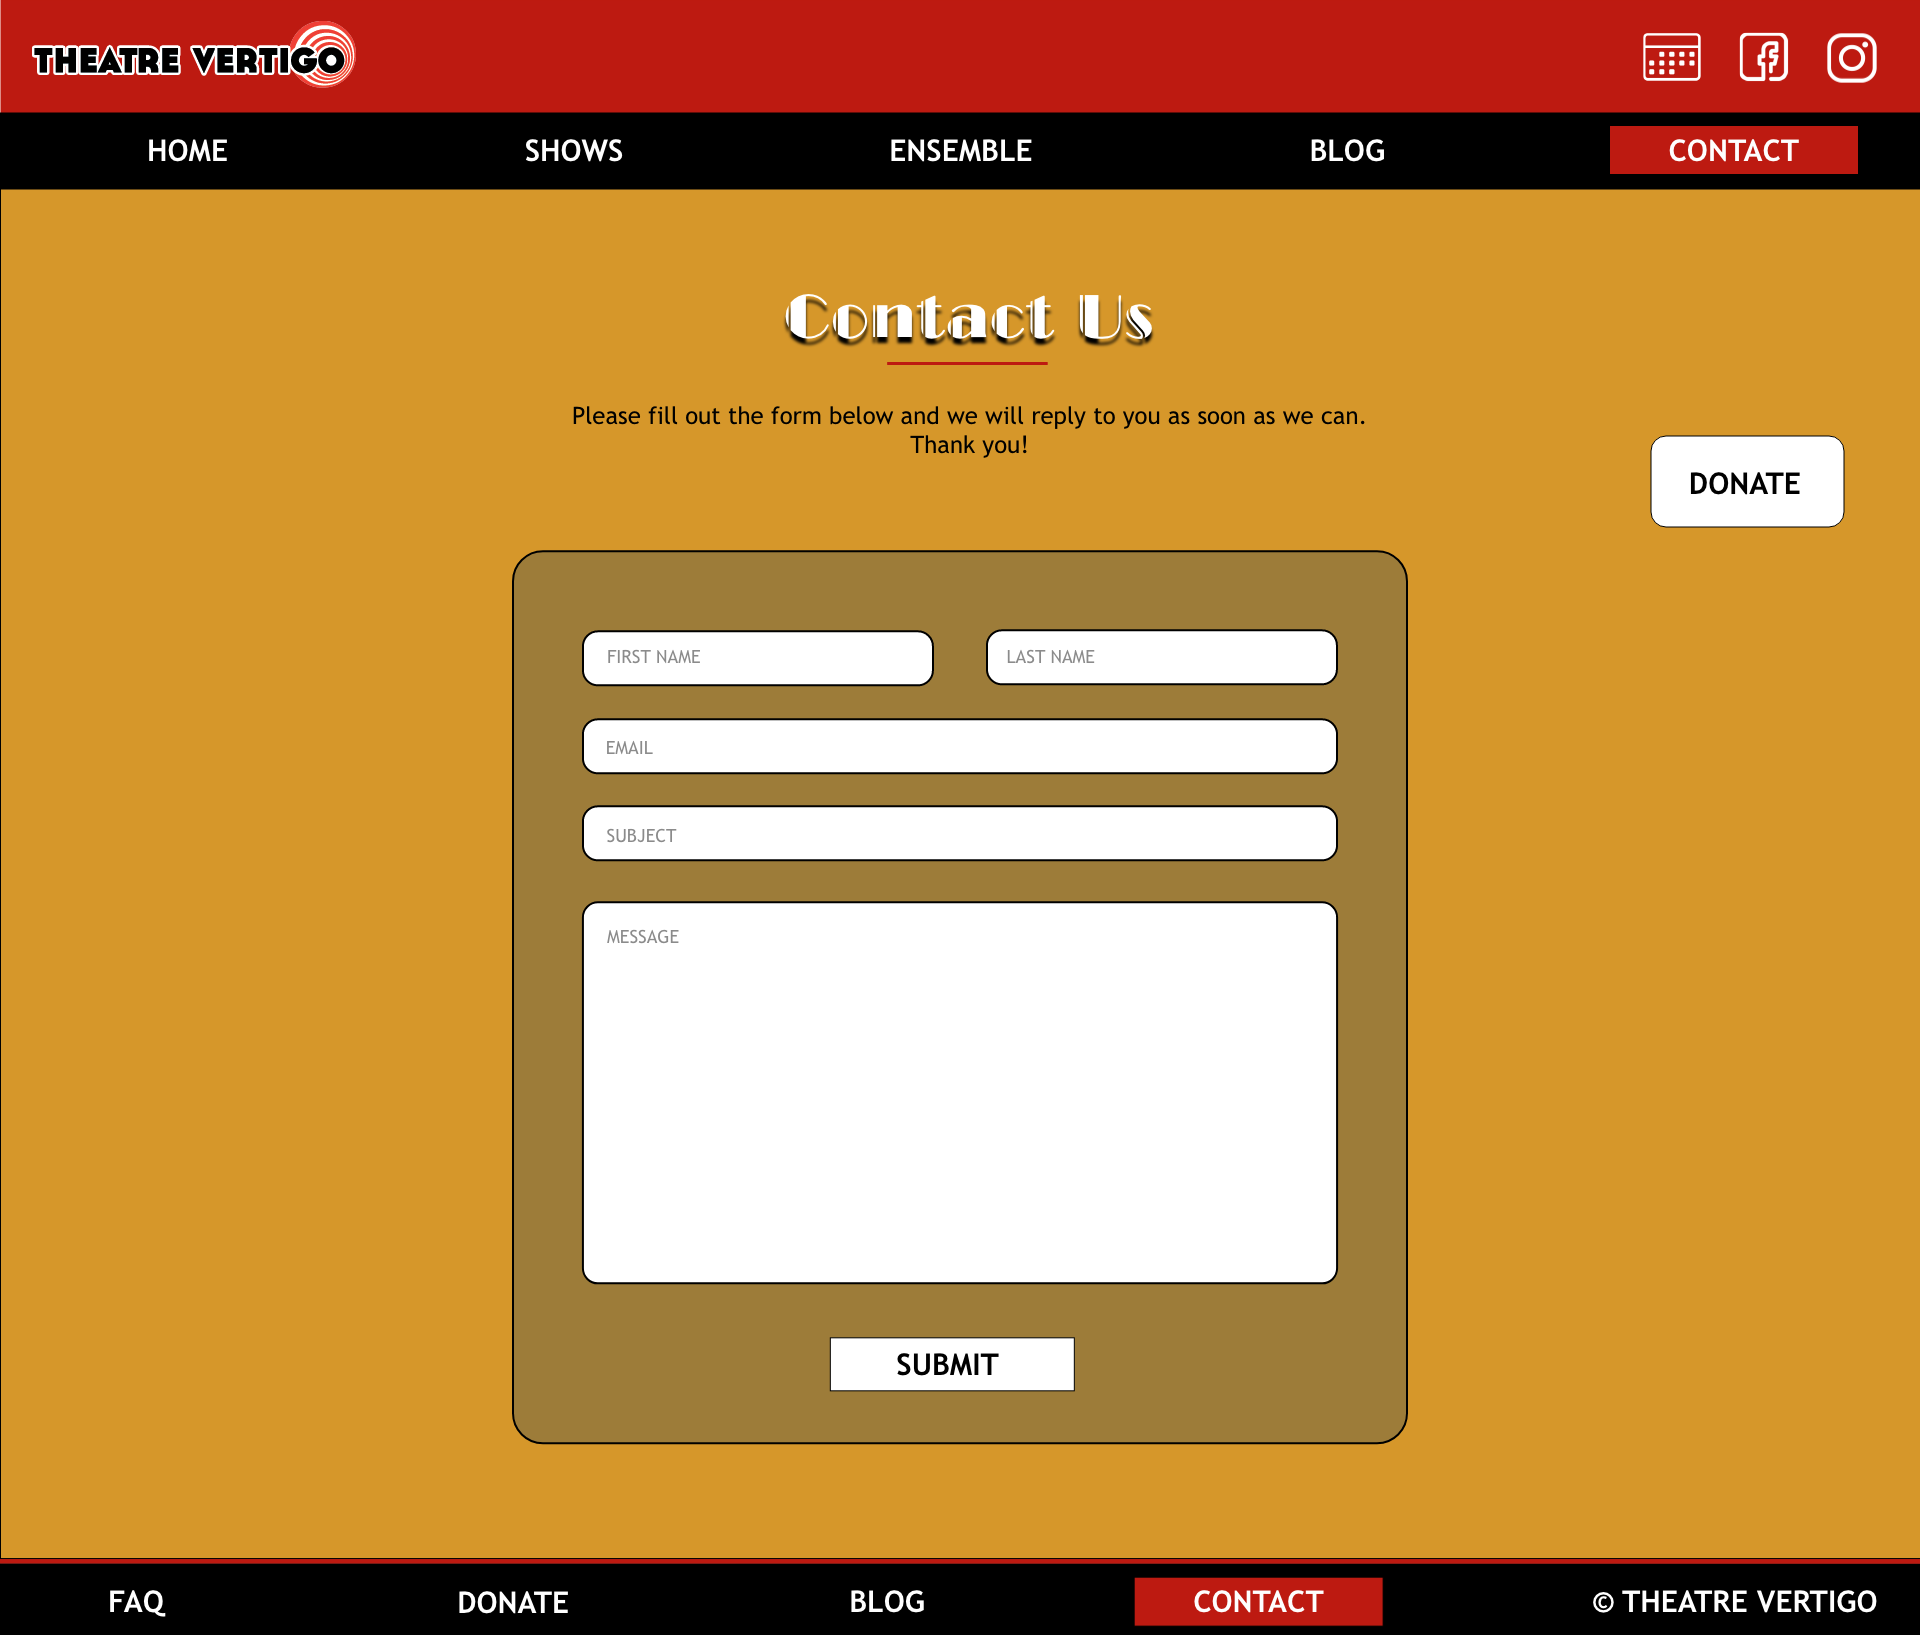 THEATRE VERTIGO
HOME
SHOWS
ENSEMBLE
BLOG
CONTACT
Contact Us
Please fill out the form below and we will reply to you as soon as we can.
Thank you!
DONATE
FIRST NAME
LAST NAME
EMAIL
SUBJECT
MESSAGE
SUBMIT
FAQ
DONATE
BLOG
CONTACT
© THEATRE VERTIGO